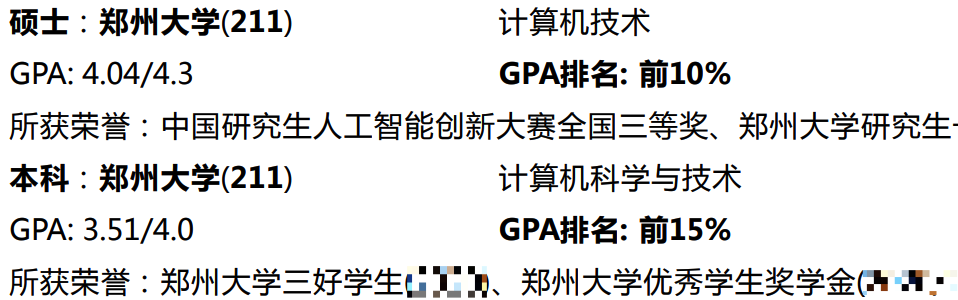 硕士：郑州大学(211) 计算机技术
GPA: 4.04/4.3 GPA排名: 前10%
所获荣誉：中国研究生人工智能创新大赛全国三等奖、郑州大学研究生
本科：郑州大学(211) 计算机科学与技术
GPA: 3.51/4.0 GPA排名: 前15%
所获荣誉：郑州大学三好学生( )、郑州大学优秀学生奖学金(